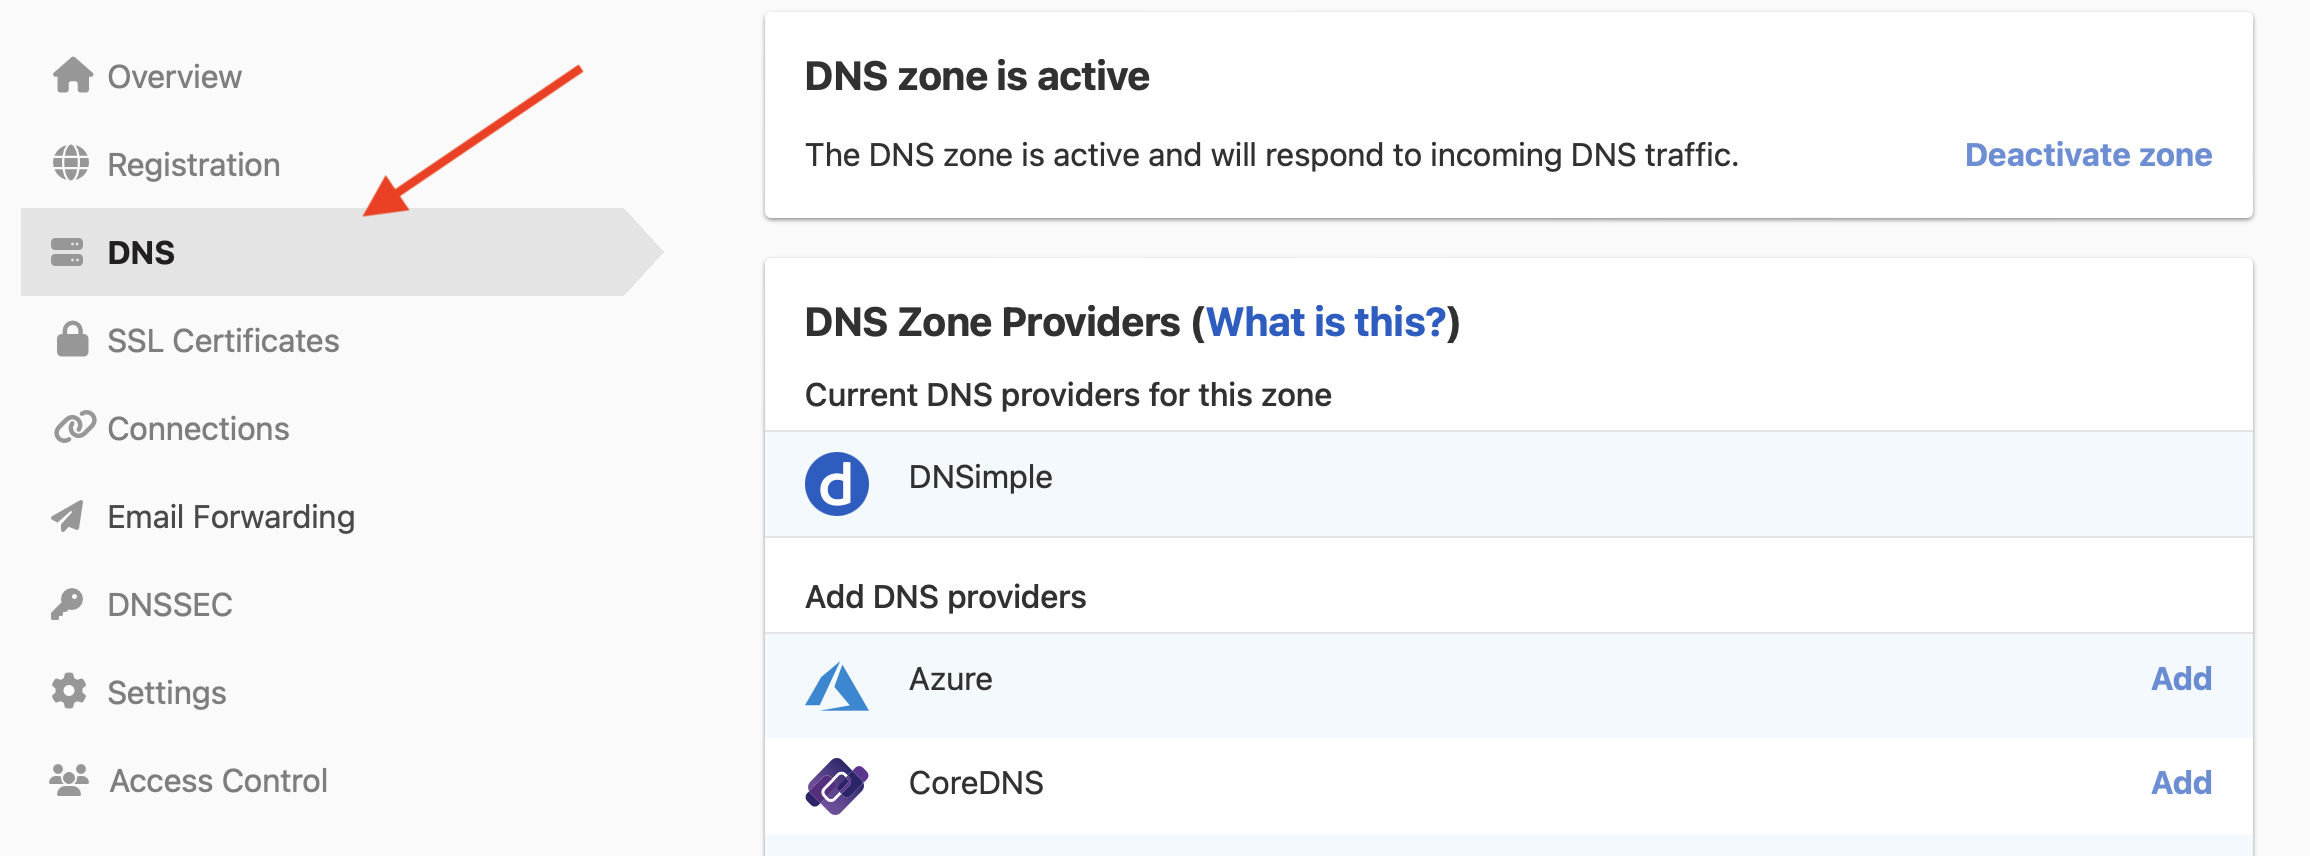 Overview
Registration
DNS
SSL Certificates
Connections
Email Forwarding
DNSSEC
Settings
Access Control
DNS zone is active
The DNS zone is active and will respond to incoming DNS traffic.
Deactivate zone
DNS Zone Providers (What is this?)
Current DNS providers for this zone
DNSimple
Add DNS providers
Azure
Add
CoreDNS
Add